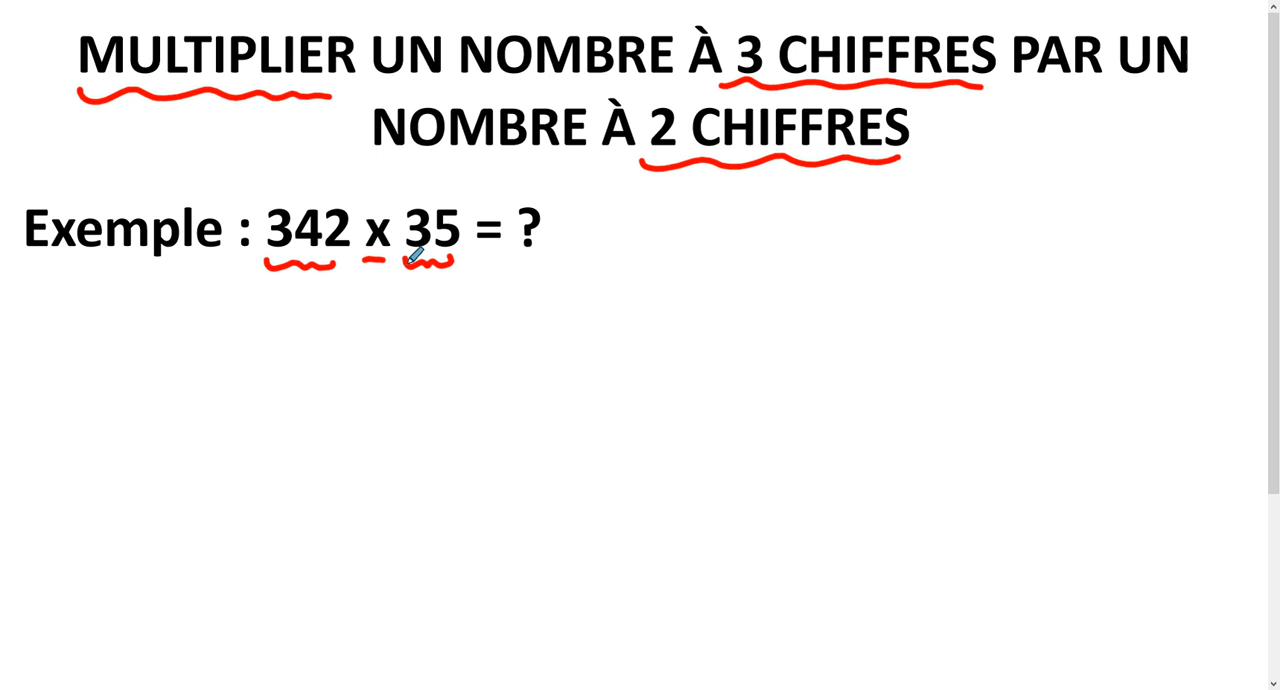 MULTIPLIER UN NOMBRE À 3 CHIFFRES PAR UN
NOMBRE À 2 CHIFFRES
Exemple : 342 x 35 = ?